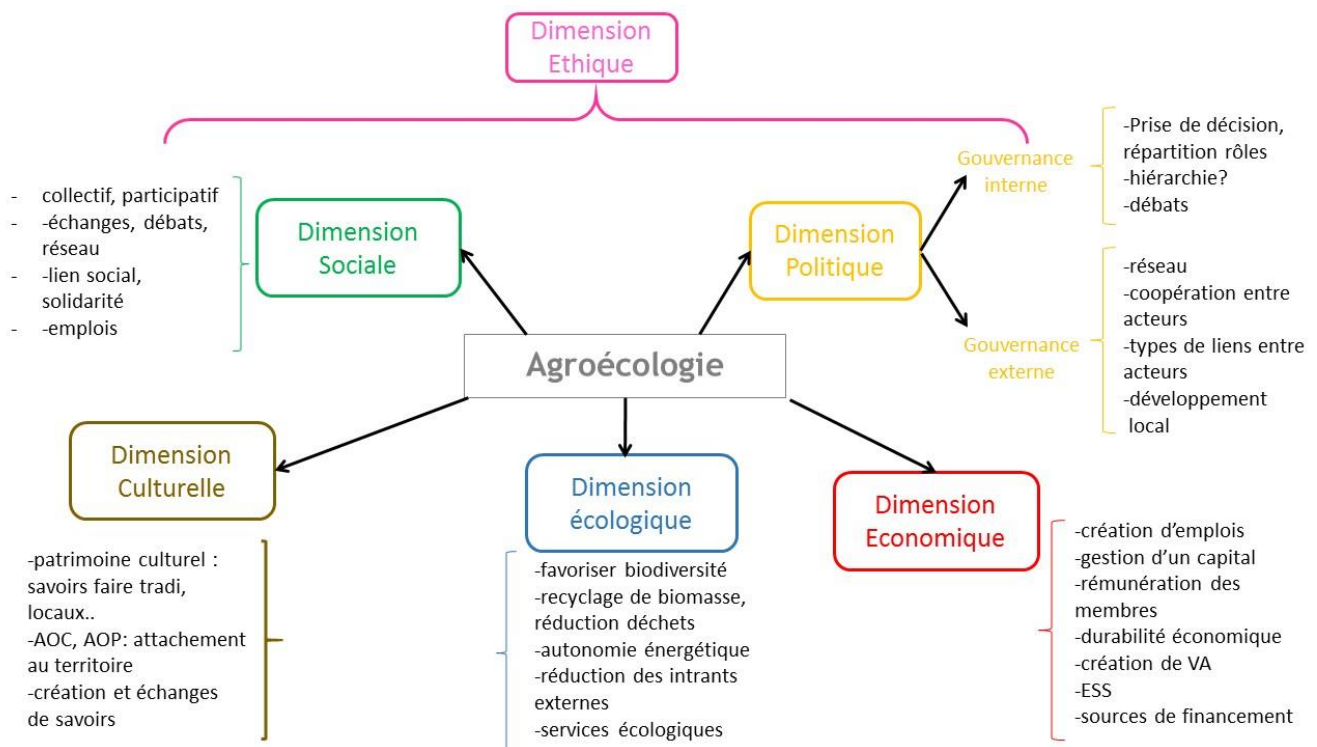 Dimension
Ethique
-	collectif, participatif
-	-échanges, débats,
réseau
-	-lien social,
solidarité
-	-emplois
Dimension
Sociale
Dimension
Politique
Gouvernance
interne
-Prise de décision,
répartition rôles
-hiérarchie?
-débats
Gouvernance
externe
-réseau
-coopération entre
acteurs
-types de liens entre
acteurs
-développement
local
Agroécologie
Dimension
Culturelle
-patrimoine culturel :
savoirs faire tradi,
locaux..
-AOC, AOP: attachement
au territoire
-création et échanges
de savoirs
Dimension
écologique
-favoriser biodiversité
-recyclage de biomasse,
réduction déchets
-autonomie énergétique
-réduction des intrants
externes
-services écologiques
Dimension
Economique
-création d’emplois
-gestion d’un capital
-rémunération des
membres
-durabilité économique
-création de VA
-ESS
-sources de financement